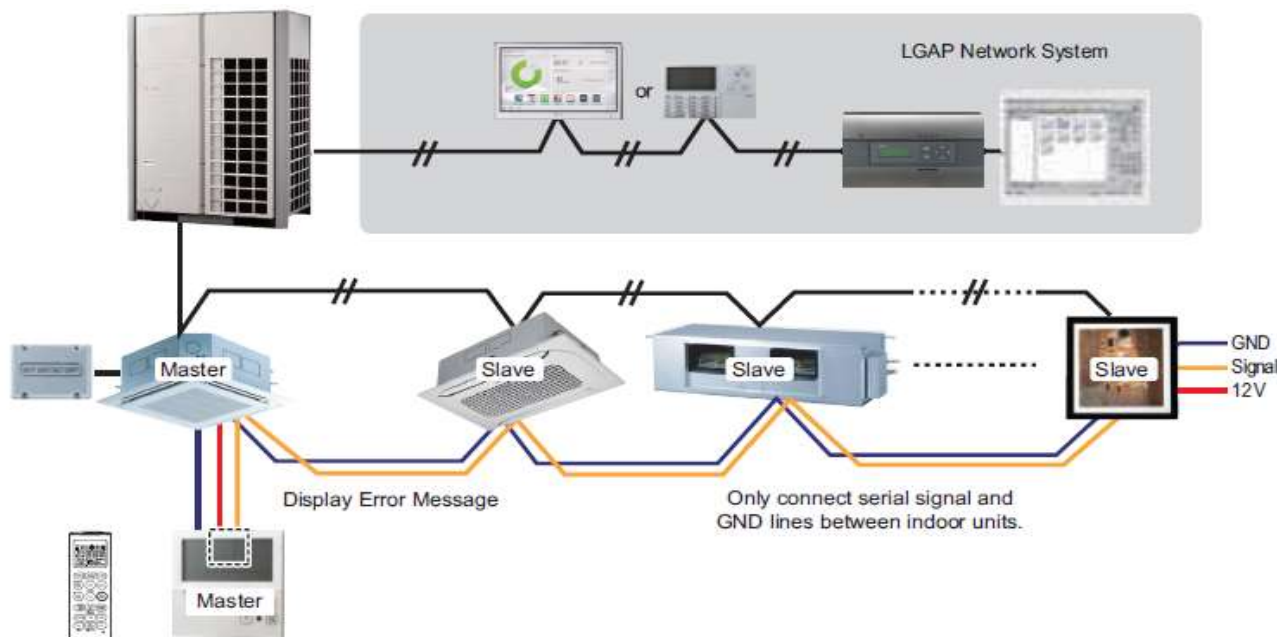 LGAP Network System
or
Master
Slave
Slave
Slave
GND
Signal
12V
Display Error Message
Only connect serial signal and
GND lines between indoor units.
Master